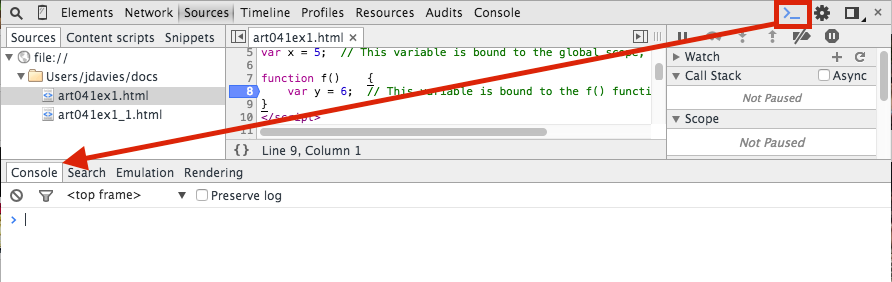 Elements Network Sources Timeline Profiles Resources Audits Console
Sources Content scripts Snippets
file://
Users/jdavies/docs
art041ex1.html
art041ex1_1.html
art041ex1.html
5 var x = 5; // This variable is bound to the global scope,
6
7 function f() {
8 var y = 6; // This variable is bound to the f() functi
9 }
10 </script>
11
{} Line 9, Column 1
Watch
Call Stack Async
Not Paused
Scope
Not Paused
Console Search Emulation Rendering
<top frame> Preserve log
>